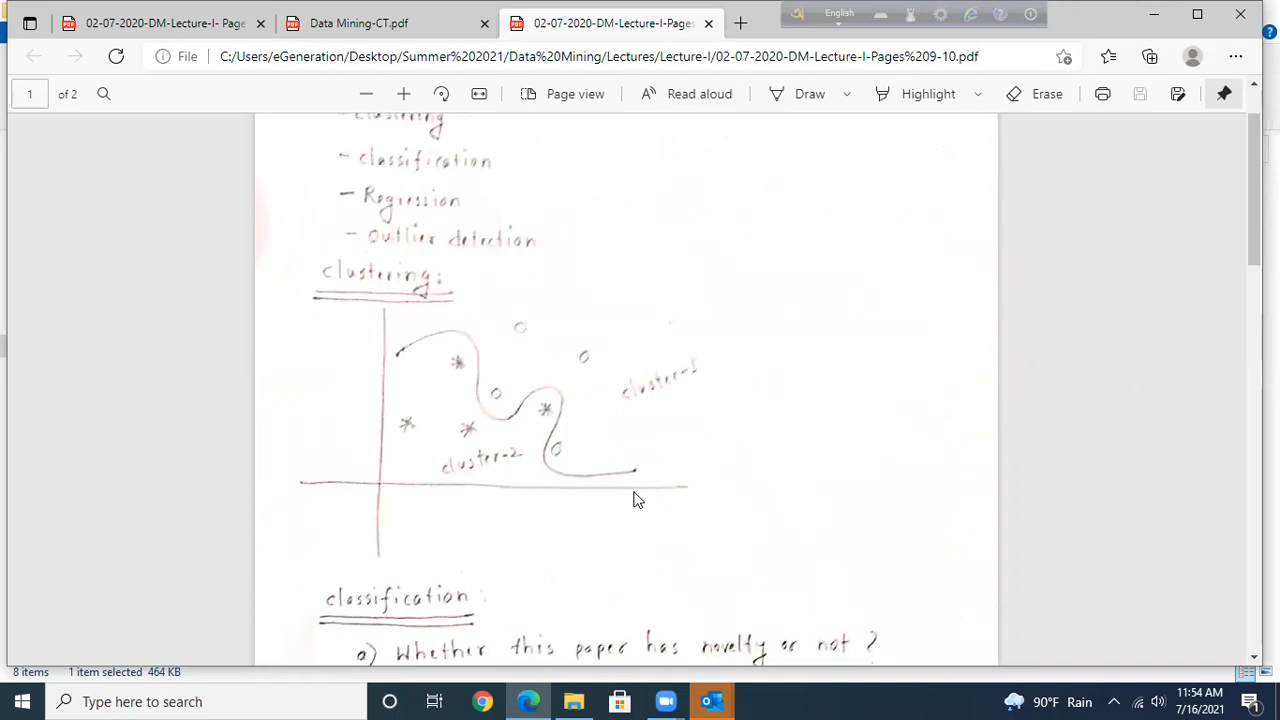 02-07-2020-DM-Lecture-I- Page
Data Mining-CT.pdf
02-07-2020-DM-Lecture-I-Pages
English
File
C:/Users/eGeneration/Desktop/Summer%202021/Data%20Mining/Lectures/Lecture-I/02-07-2020-DM-Lecture-I-Pages%209-10.pdf
1 of 2
Page view
Read aloud
Draw
Highlight
Erase
- Clustering
- classification
- Regression
- Outlier detection
clustering:
cluster-1
cluster-2
classification:
a) Whether this paper has novelty or not ?
8 items 1 item selected 464 KB
Type here to search
90°F Rain
11:54 AM
7/16/2021
1